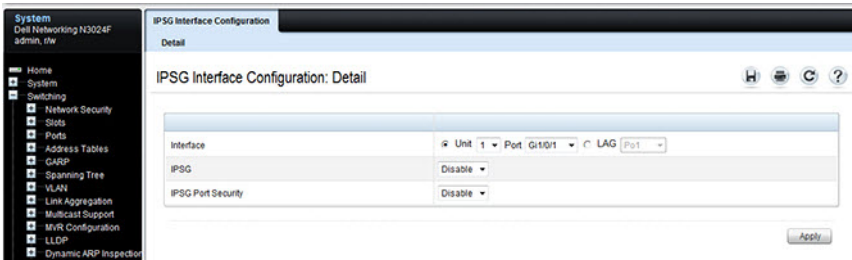 System
Dell Networking N3024F
admin, r/w
Home
System
Switching
Network Security
Slots
Ports
Address Tables
GARP
Spanning Tree
VLAN
Link Aggregation
Multicast Support
MVR Configuration
LLDP
Dynamic ARP Inspection
IPSG Interface Configuration
Detail
IPSG Interface Configuration: Detail
Interface Unit 1 Port Gi1/0/1 LAG Po1
IPSG Disable
IPSG Port Security Disable
Apply